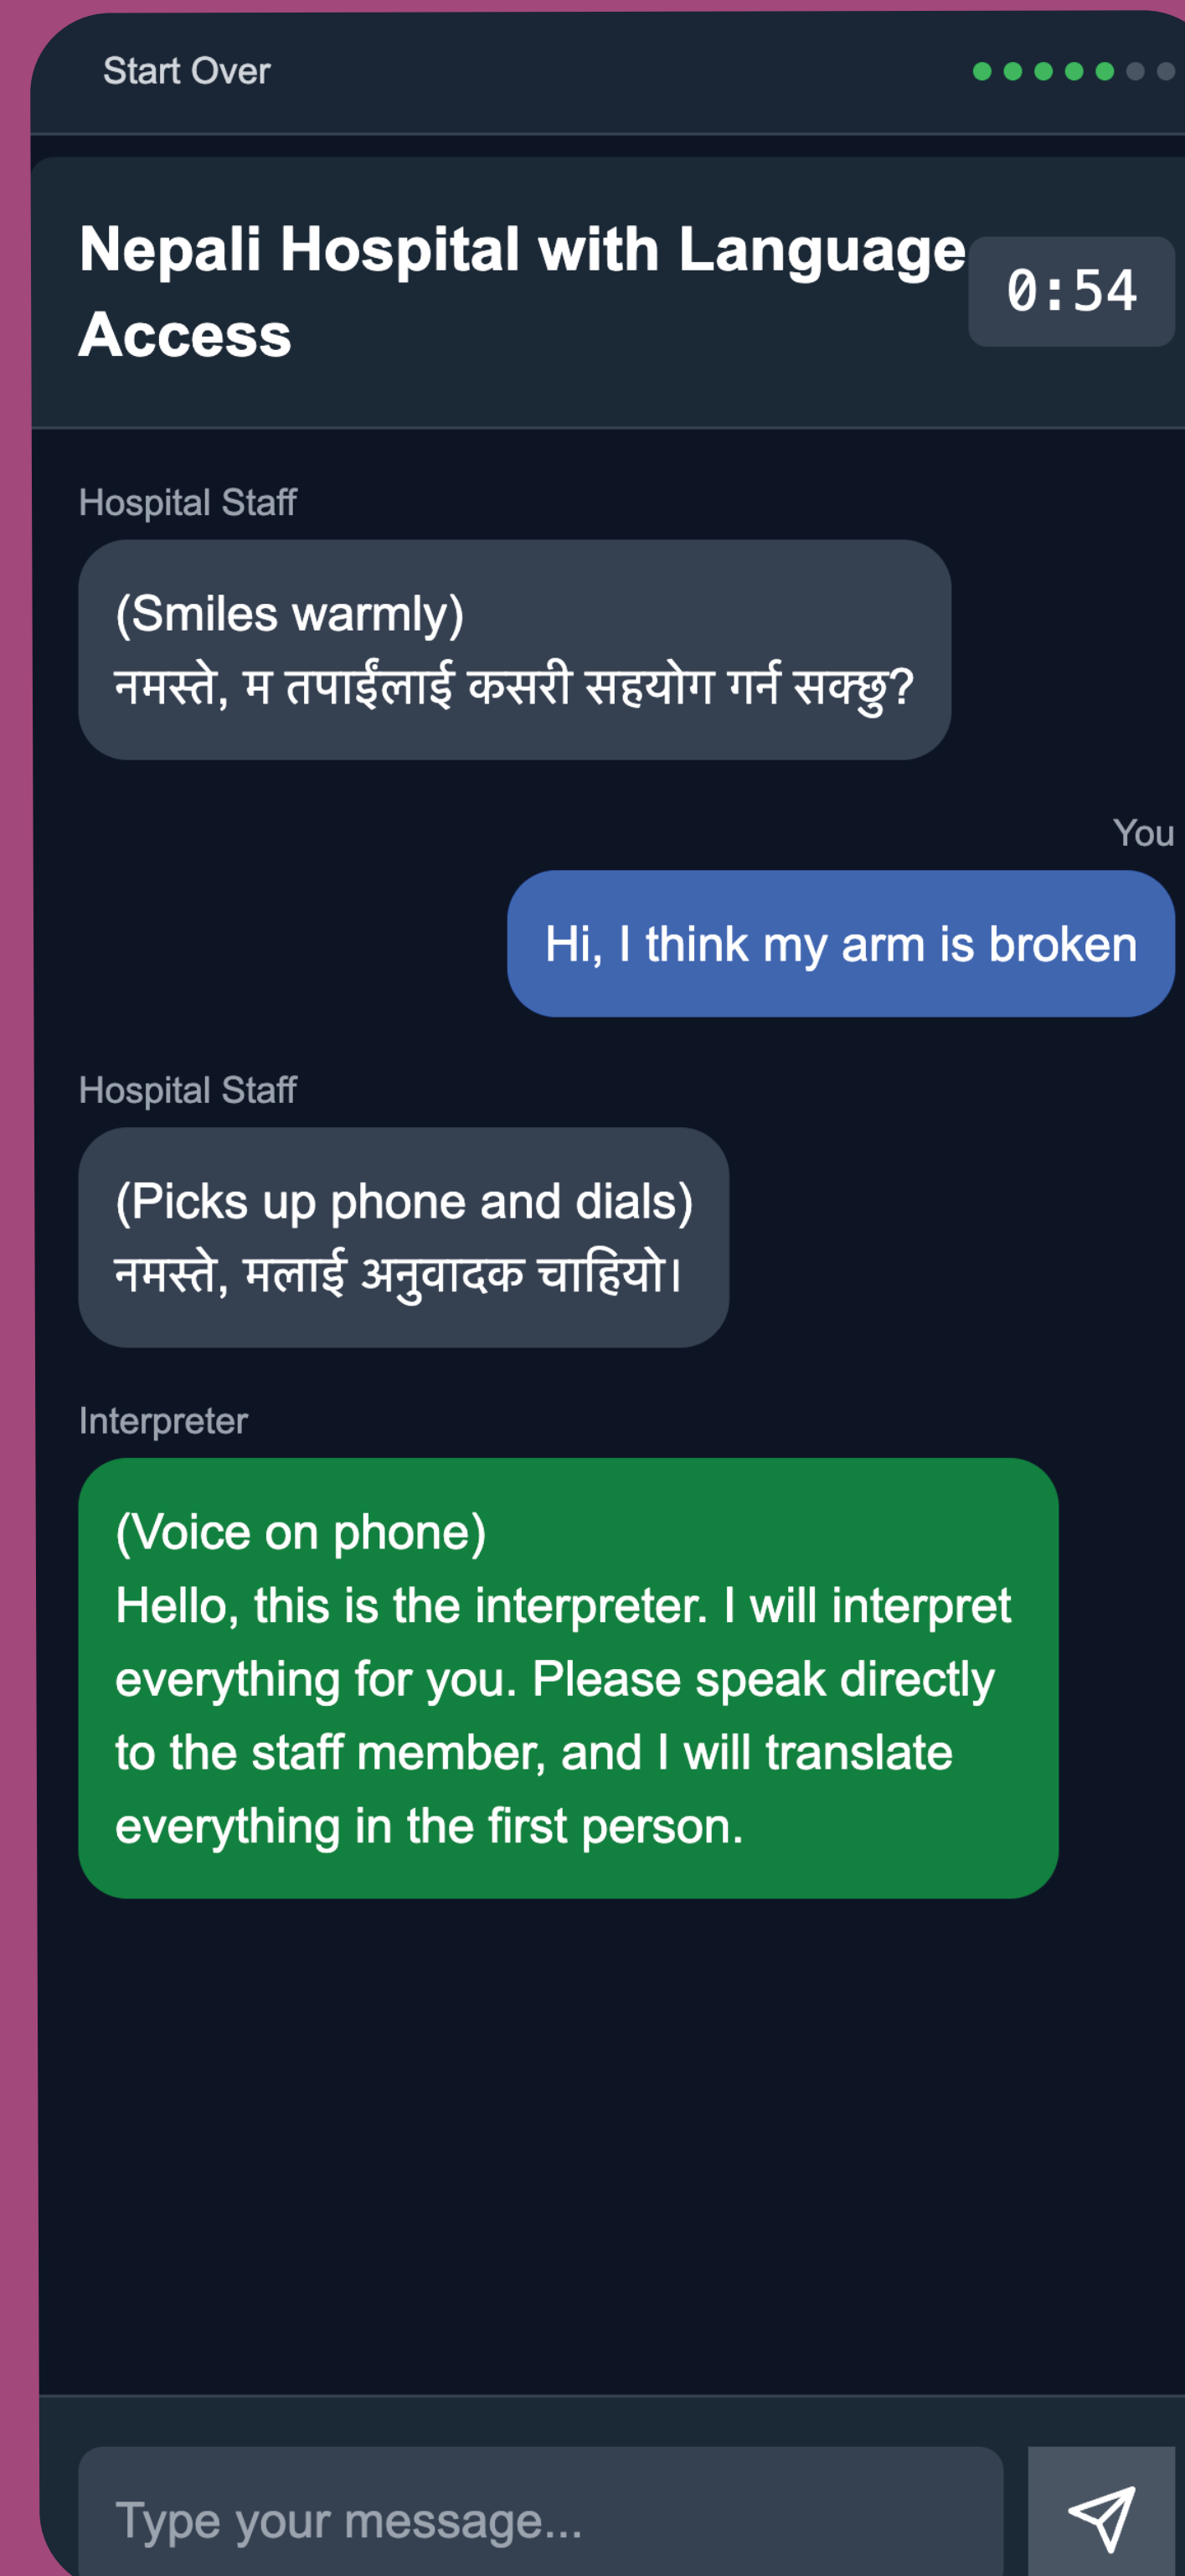 Start Over
Nepali Hospital with Language
Access
0:54
Hospital Staff
(Smiles warmly)
नमस्ते, म तपाईंलाई कसरी सहयोग गर्न सक्छु?
You
Hi, I think my arm is broken
Hospital Staff
(Picks up phone and dials)
नमस्ते, मलाई अनुवादक चाहियो।
Interpreter
(Voice on phone)
Hello, this is the interpreter. I will interpret
everything for you. Please speak directly
to the staff member, and I will translate
everything in the first person.
Type your message...